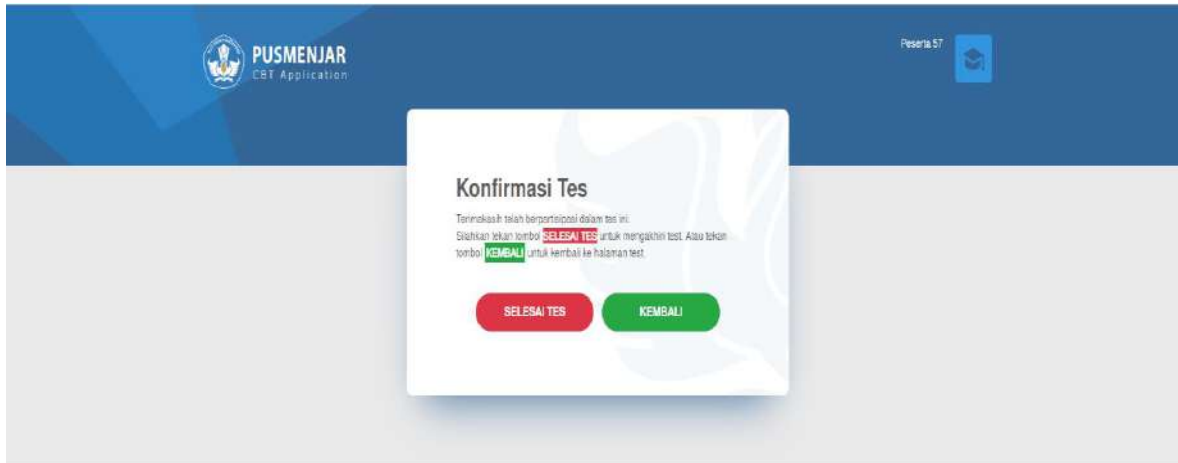 PUSMENJAR
CBT Application
Peserta 57
Konfirmasi Tes
Terimakasih telah berpartisipasi dalam tes ini.
Silahkan tekan tombol SELESAI TES untuk mengakhiri test. Atau tekan
tombol KEMBALI untuk kembali ke halaman test.
SELESAI TES
KEMBALI